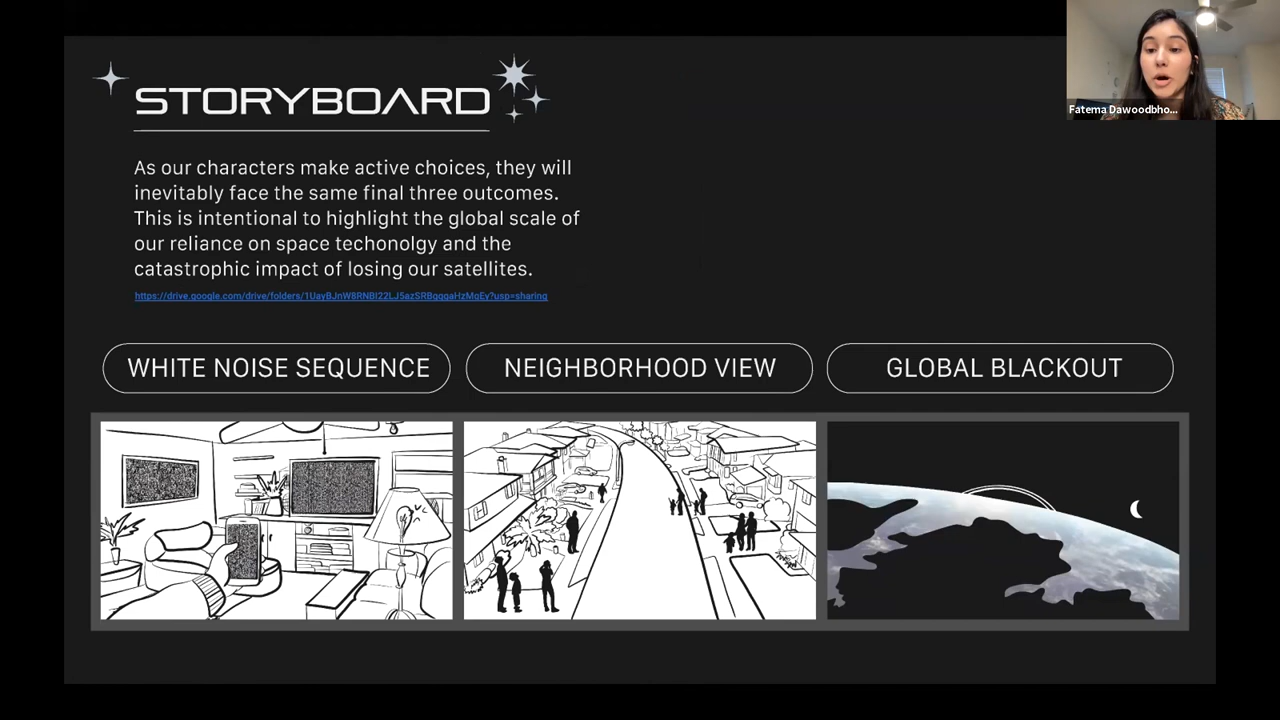 STORYBOARD
As our characters make active choices, they will
inevitably face the same final three outcomes.
This is intentional to highlight the global scale of
our reliance on space techonolgy and the
catastrophic impact of losing our satellites.
WHITE NOISE SEQUENCE
NEIGHBORHOOD VIEW
GLOBAL BLACKOUT
Fatema Dawoodbho...